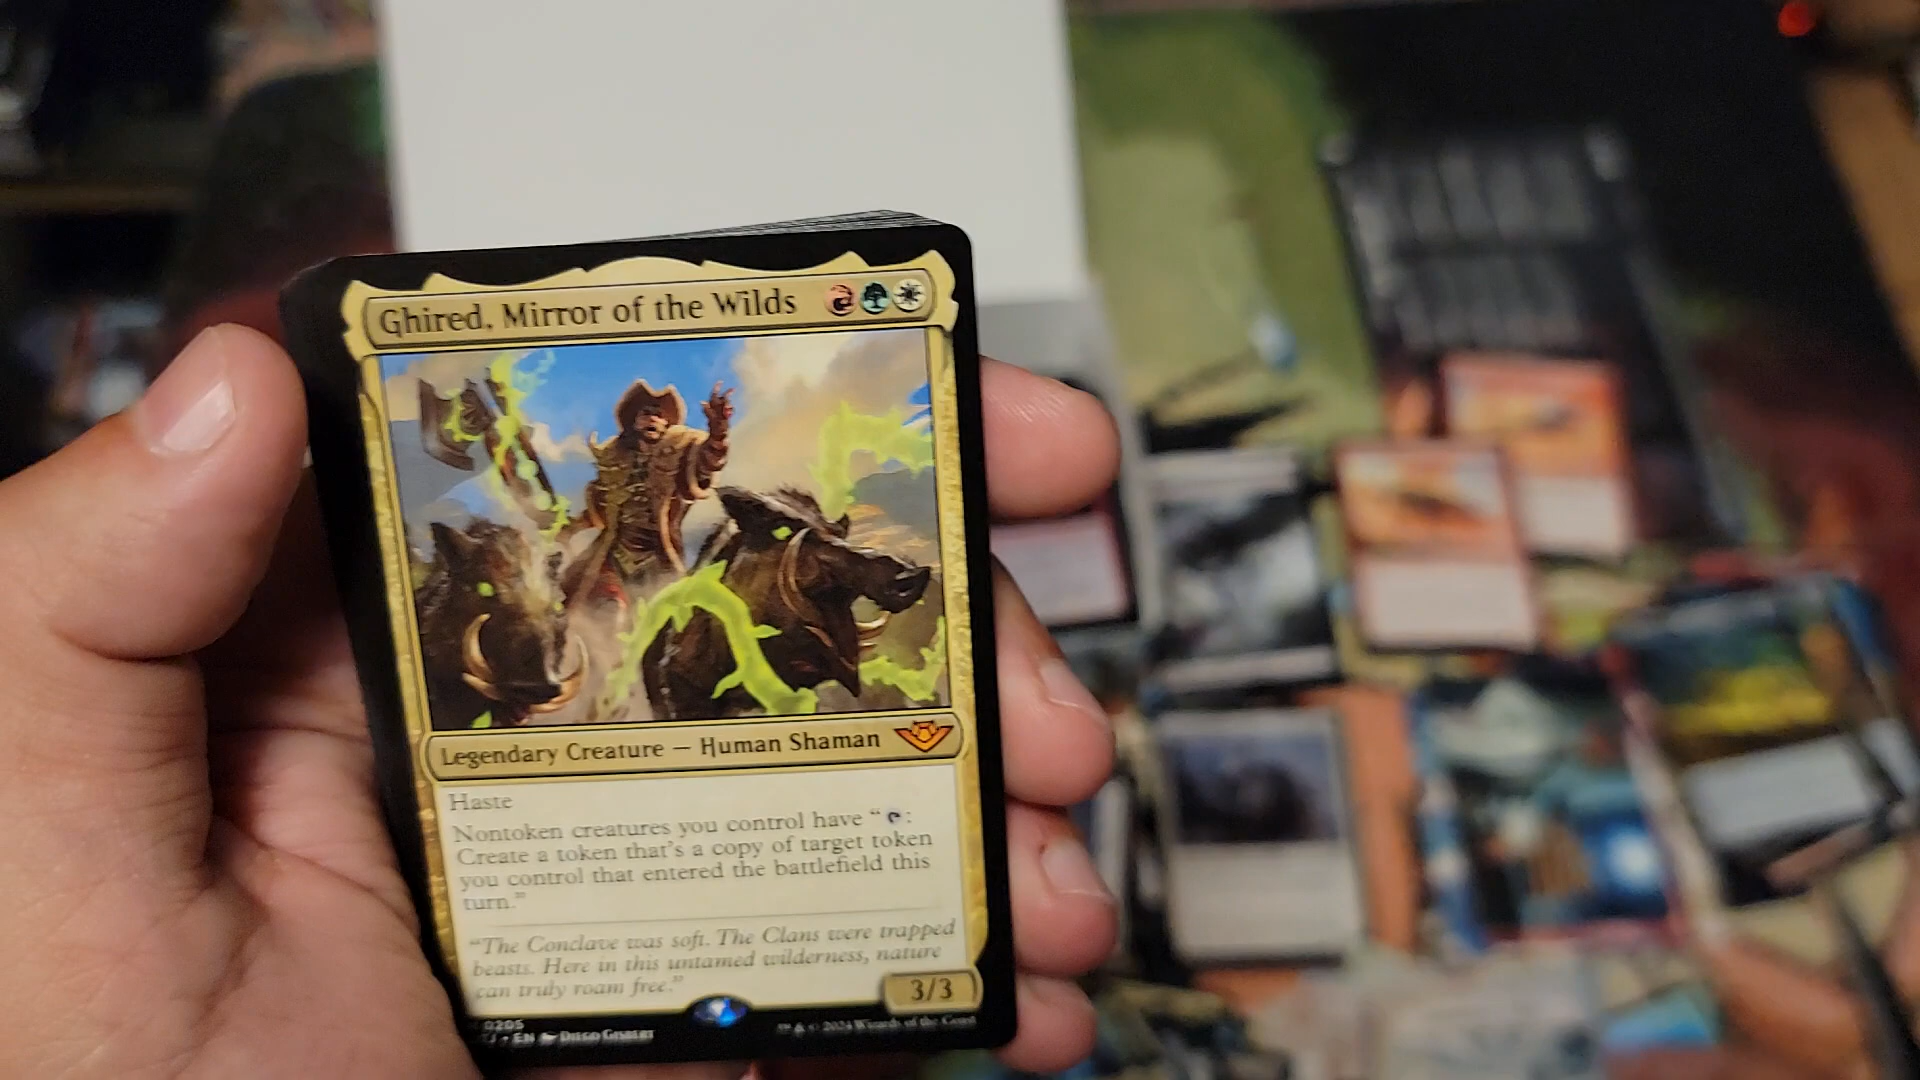 Ghired, Mirror of the Wilds
Legendary Creature — Human Shaman
Haste
Nontoken creatures you control have “ :
Create a token that's a copy of target token
you control that entered the battlefield this
turn.”
“The Conclave was soft. The Clans were trapped
beasts. Here in this untamed wilderness, nature
can truly roam free.”
3/3
0205
EN DIEGO GISBERT
™ & © 2024 Wizards of the Coast